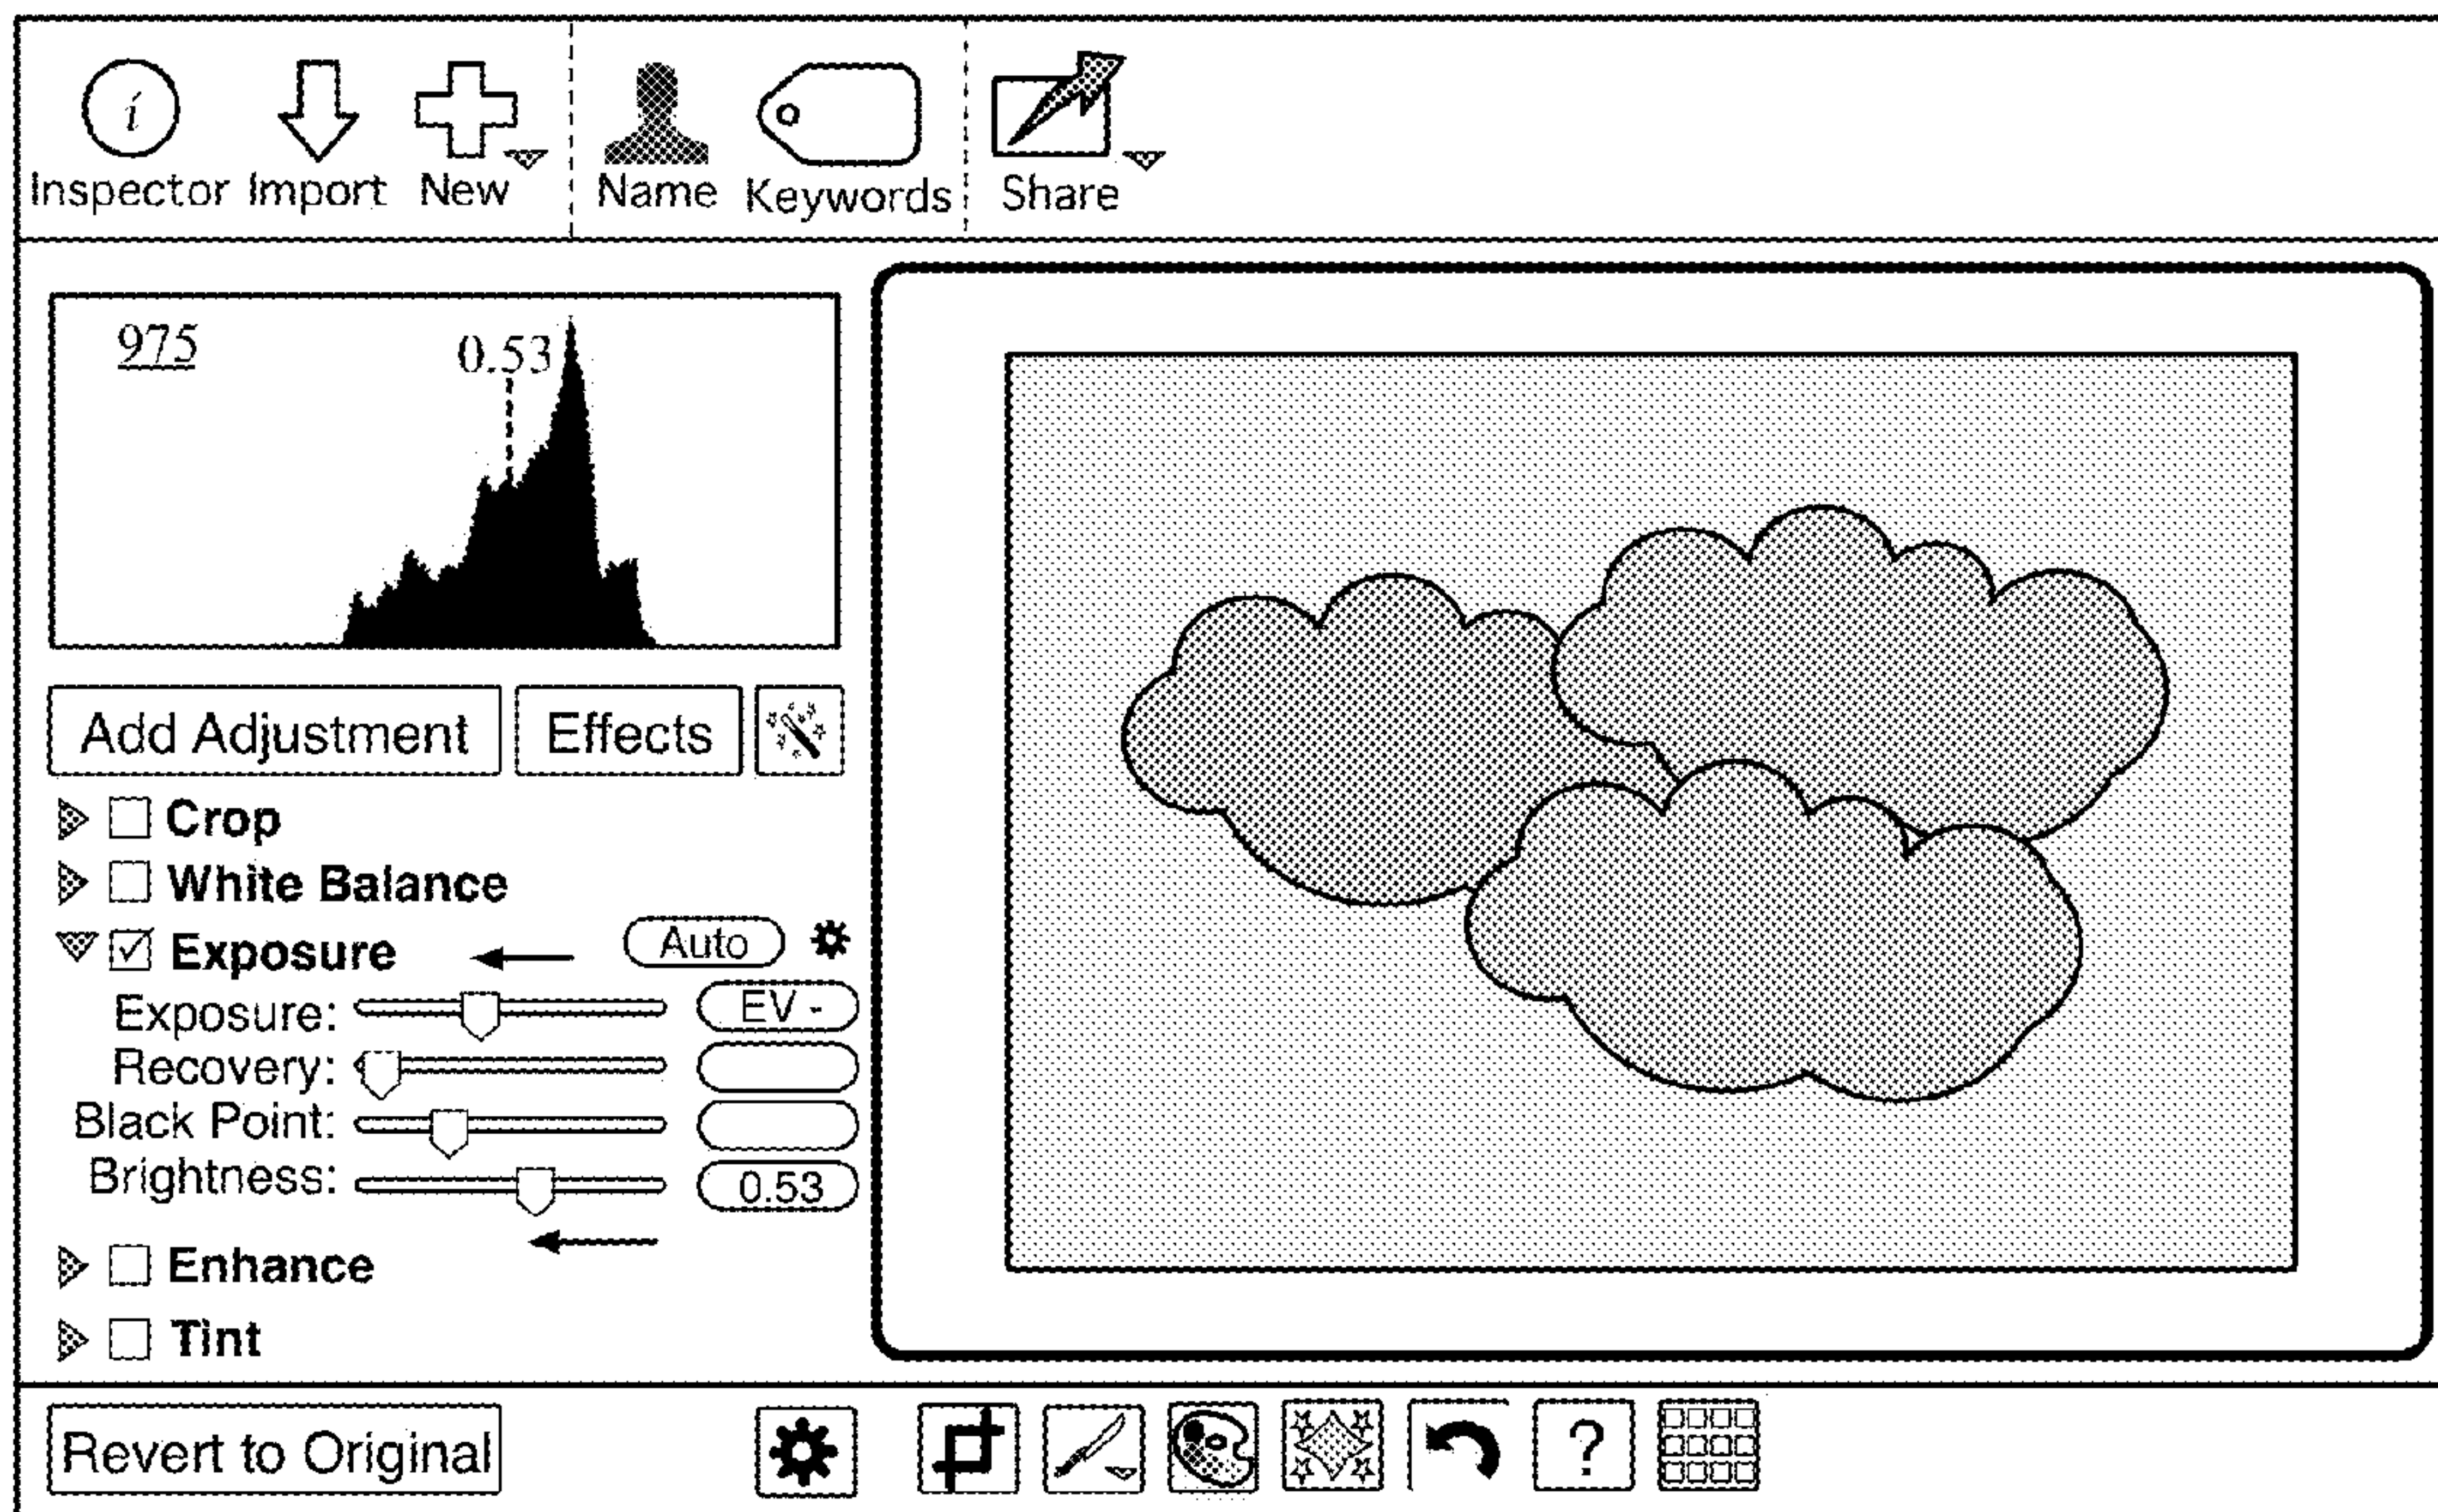 i
Inspector Import New Name Keywords Share
975
0.53
Add Adjustment Effects
Crop
White Balance
Exposure Auto
Exposure: EV -
Recovery:
Black Point:
Brightness: 0.53
Enhance
Tint
Revert to Original ?